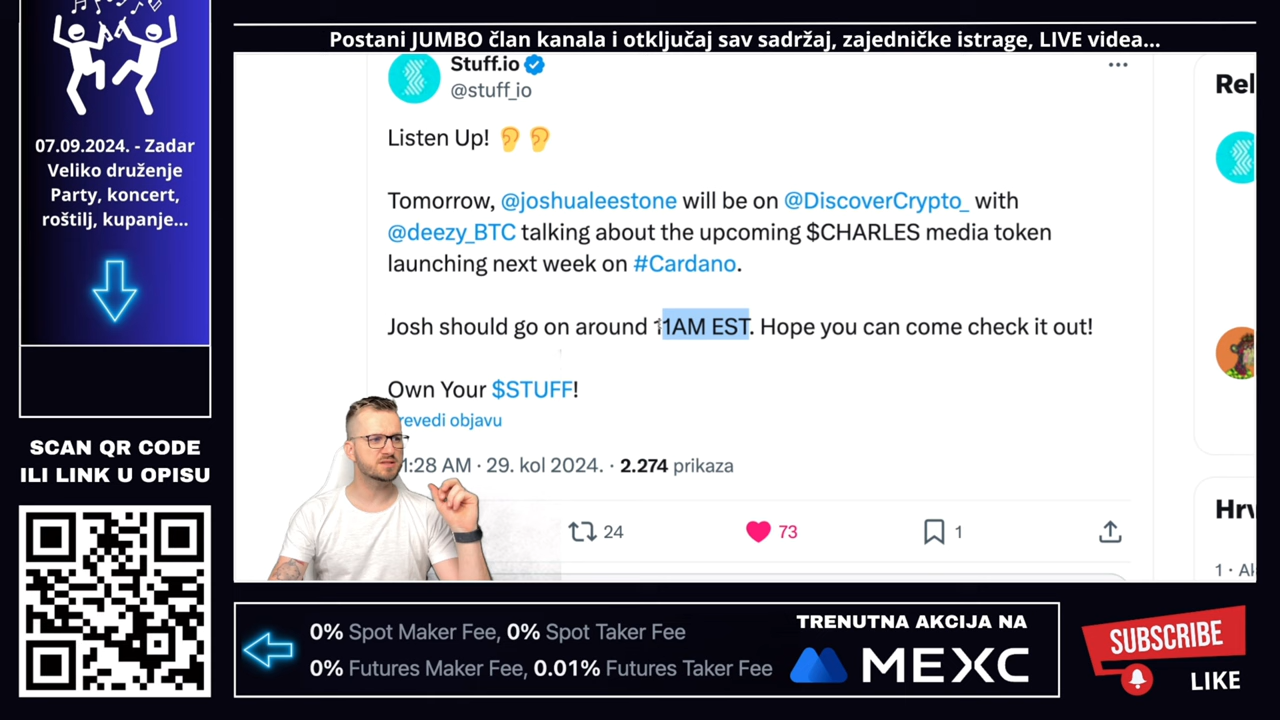 Postani JUMBO član kanala i otključaj sav sadržaj, zajedničke istrage, LIVE videa...
07.09.2024. - Zadar
Veliko druženje
Party, koncert,
roštilj, kupanje...
SCAN QR CODE
ILI LINK U OPISU
Stuff.io
@stuff_io
Listen Up! 👂👂
Tomorrow, @joshualeestone will be on @DiscoverCrypto_ with
@deezy_BTC talking about the upcoming $CHARLES media token
launching next week on #Cardano.
Josh should go on around 11AM EST. Hope you can come check it out!
Own Your $STUFF!
revedi objavu
1:28 AM · 29. kol 2024. · 2.274 prikaza
24
73
1
Rel
Hrv
1 ·
0% Spot Maker Fee, 0% Spot Taker Fee
0% Futures Maker Fee, 0.01% Futures Taker Fee
TRENUTNA AKCIJA NA
MEXC
SUBSCRIBE
LIKE